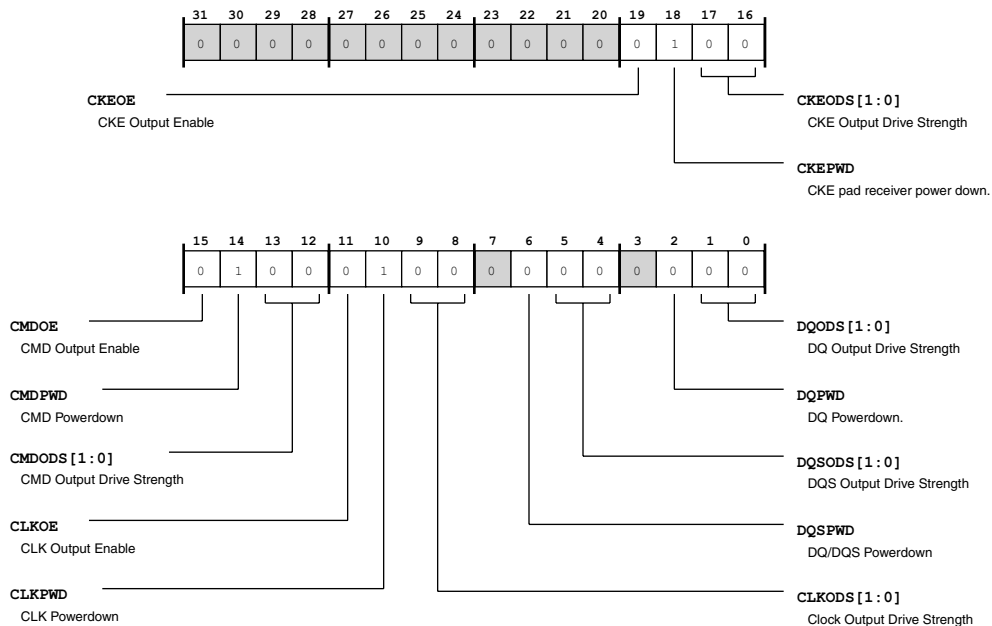 31 30 29 28 27 26 25 24 23 22 21 20 19 18 17 16
0 0 0 0 0 0 0 0 0 0 0 0 0 1 0 0
CKEOE
CKE Output Enable
CKEODS[1:0]
CKE Output Drive Strength
CKEPWD
CKE pad receiver power down.
15 14 13 12 11 10 9 8 7 6 5 4 3 2 1 0
0 1 0 0 0 1 0 0 0 0 0 0 0 0 0 0
CMDOE
CMD Output Enable
CMDPWD
CMD Powerdown
CMDODS[1:0]
CMD Output Drive Strength
CLKOE
CLK Output Enable
CLKPWD
CLK Powerdown
DQODS[1:0]
DQ Output Drive Strength
DQPWD
DQ Powerdown.
DQSODS[1:0]
DQS Output Drive Strength
DQSPWD
DQ/DQS Powerdown
CLKODS[1:0]
Clock Output Drive Strength